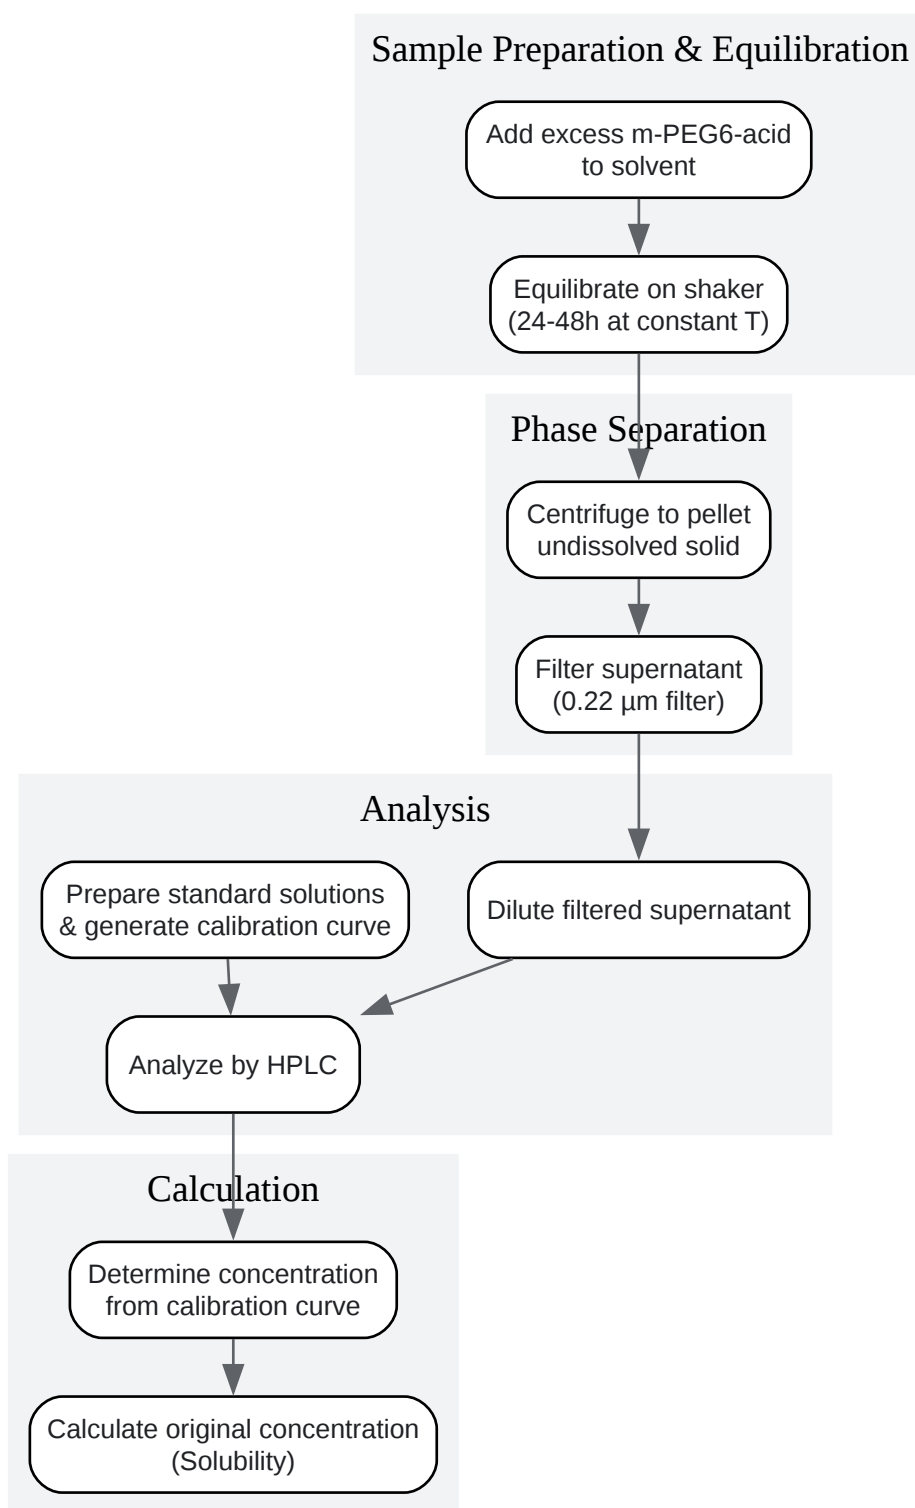 Sample Preparation & Equilibration
Add excess m-PEG6-acid
to solvent
Equilibrate on shaker
(24-48h at constant T)
Phase Separation
Centrifuge to pellet
undissolved solid
Filter supernatant
(0.22 µm filter)
Analysis
Prepare standard solutions
& generate calibration curve
Dilute filtered supernatant
Analyze by HPLC
Calculation
Determine concentration
from calibration curve
Calculate original concentration
(Solubility)